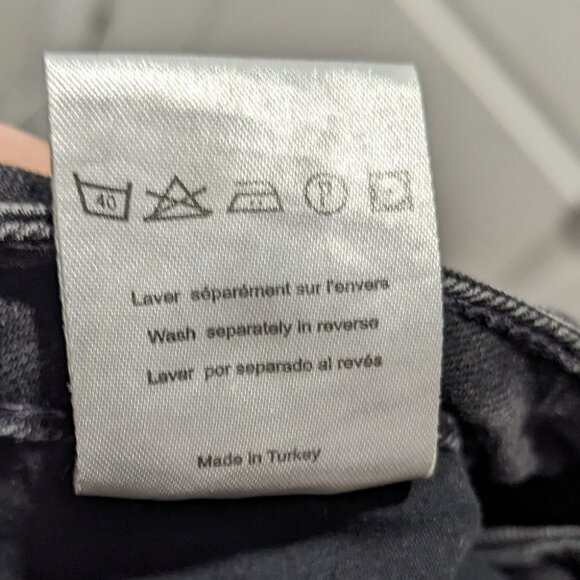 40
P
Laver séparément sur l'envers
Wash separately in reverse
Lavar por separado al revés
Made in Turkey